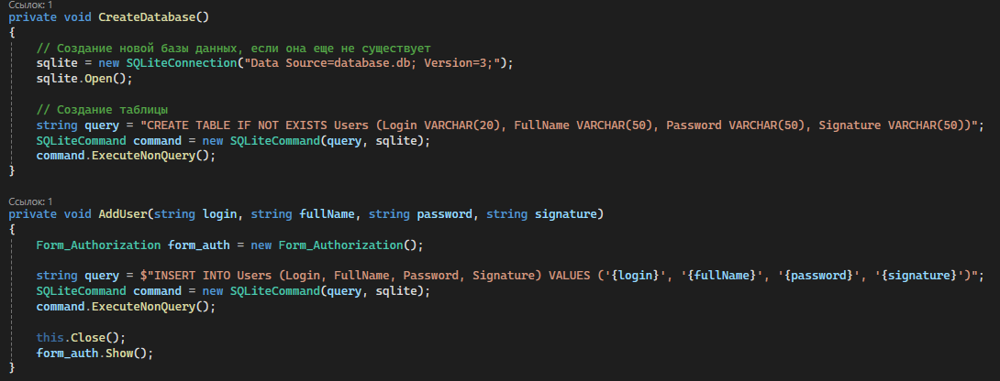 Ссылок: 1
private void CreateDatabase()
{
// Создание новой базы данных, если она еще не существует
sqlite = new SQLiteConnection("Data Source=database.db; Version=3;");
sqlite.Open();
// Создание таблицы
string query = "CREATE TABLE IF NOT EXISTS Users (Login VARCHAR(20), FullName VARCHAR(50), Password VARCHAR(50), Signature VARCHAR(50))";
SQLiteCommand command = new SQLiteCommand(query, sqlite);
command.ExecuteNonQuery();
}
Ссылок: 1
private void AddUser(string login, string fullName, string password, string signature)
{
Form_Authorization form_auth = new Form_Authorization();
string query = $"INSERT INTO Users (Login, FullName, Password, Signature) VALUES ('{login}', '{fullName}', '{password}', '{signature}')";
SQLiteCommand command = new SQLiteCommand(query, sqlite);
command.ExecuteNonQuery();
this.Close();
form_auth.Show();
}